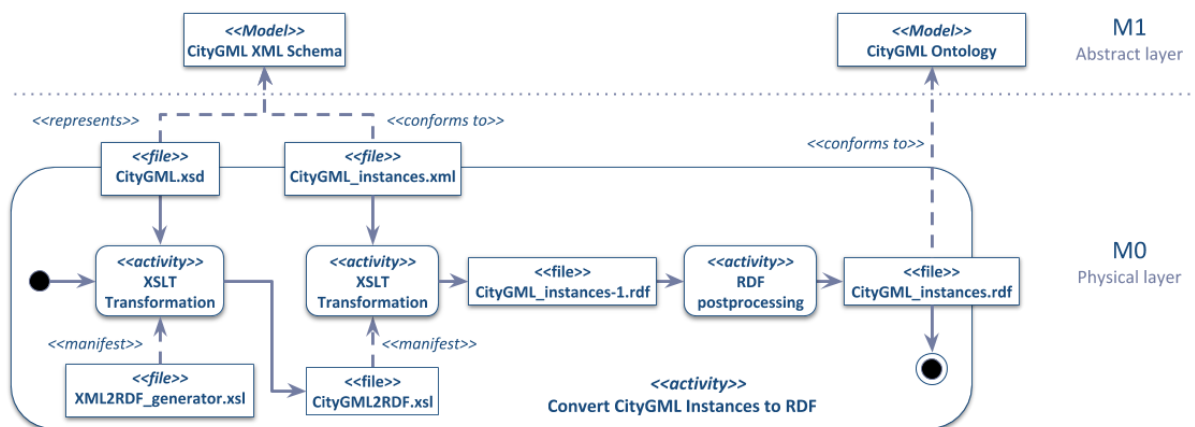 <<Model>>
CityGML XML Schema
<<Model>>
CityGML Ontology
M1
Abstract layer
<<represents>>
<<conforms to>>
<<conforms to>>
<<file>>
CityGML.xsd
<<file>>
CityGML_instances.xml
<<activity>>
XSLT
Transformation
<<activity>>
XSLT
Transformation
<<file>>
CityGML_instances-1.rdf
<<activity>>
RDF
postprocessing
<<file>>
CityGML_instances.rdf
M0
Physical layer
<<manifest>>
<<manifest>>
<<file>>
XML2RDF_generator.xsl
<<file>>
CityGML2RDF.xsl
<<activity>>
Convert CityGML Instances to RDF